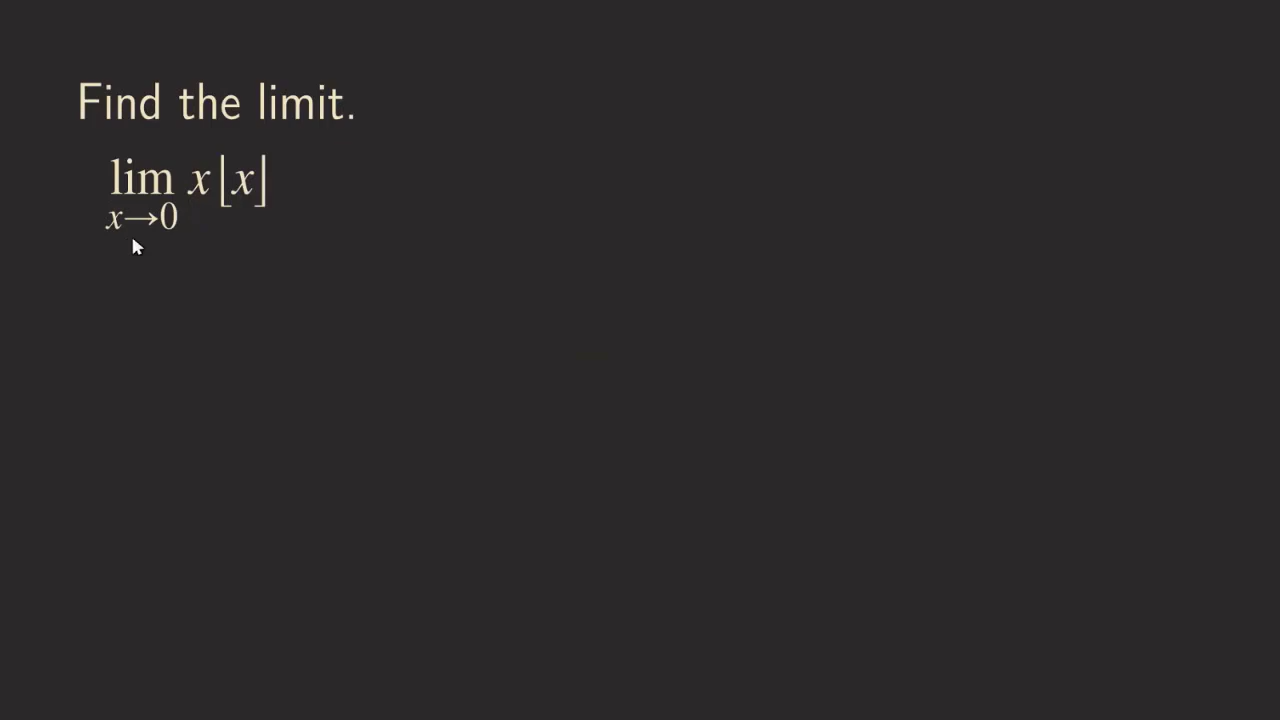 Find the limit.
lim x⌊x⌋
x→0